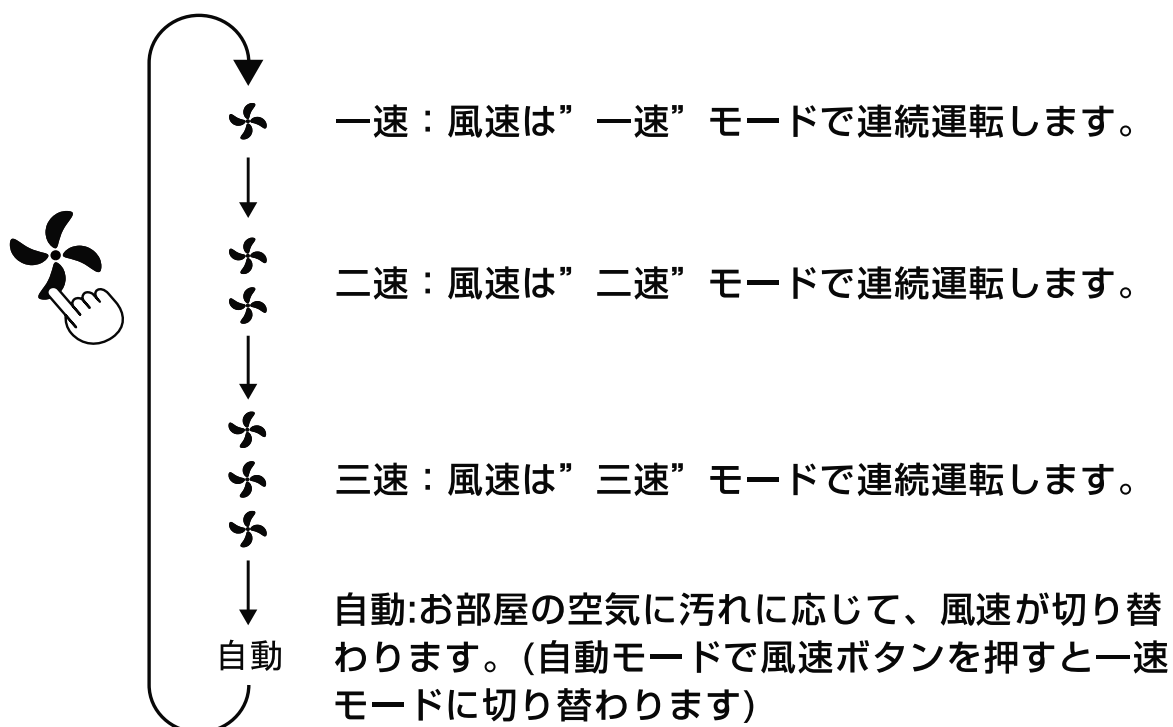 一速：風速は”一速”モードで連続運転します。
二速：風速は”二速”モードで連続運転します。
三速：風速は”三速”モードで連続運転します。
自動
自動:お部屋の空気に汚れに応じて、風速が切り替
わります。(自動モードで風速ボタンを押すと一速
モードに切り替わります)